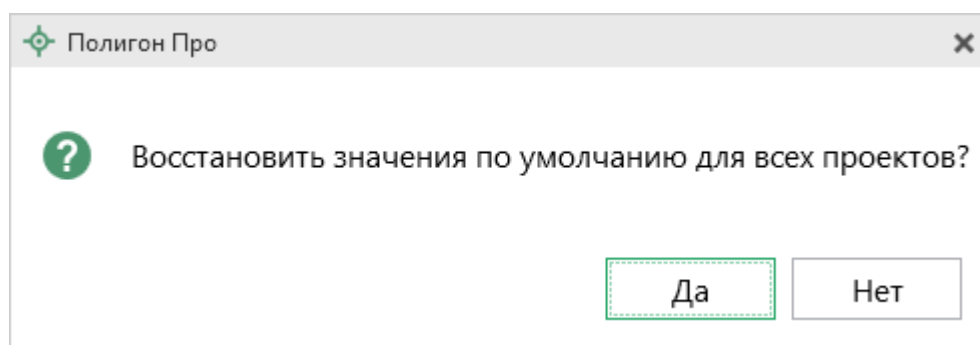 Полигон Про
Восстановить значения по умолчанию для всех проектов?
Да Нет